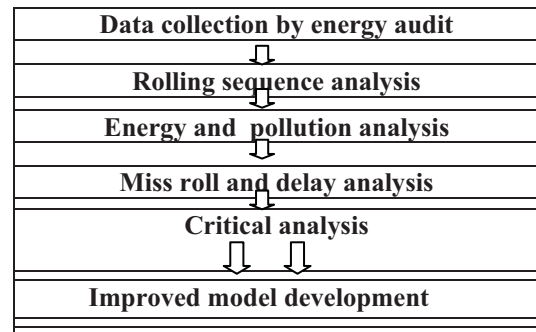 Data collection by energy audit
Rolling sequence analysis
Energy and pollution analysis
Miss roll and delay analysis
Critical analysis
Improved model development